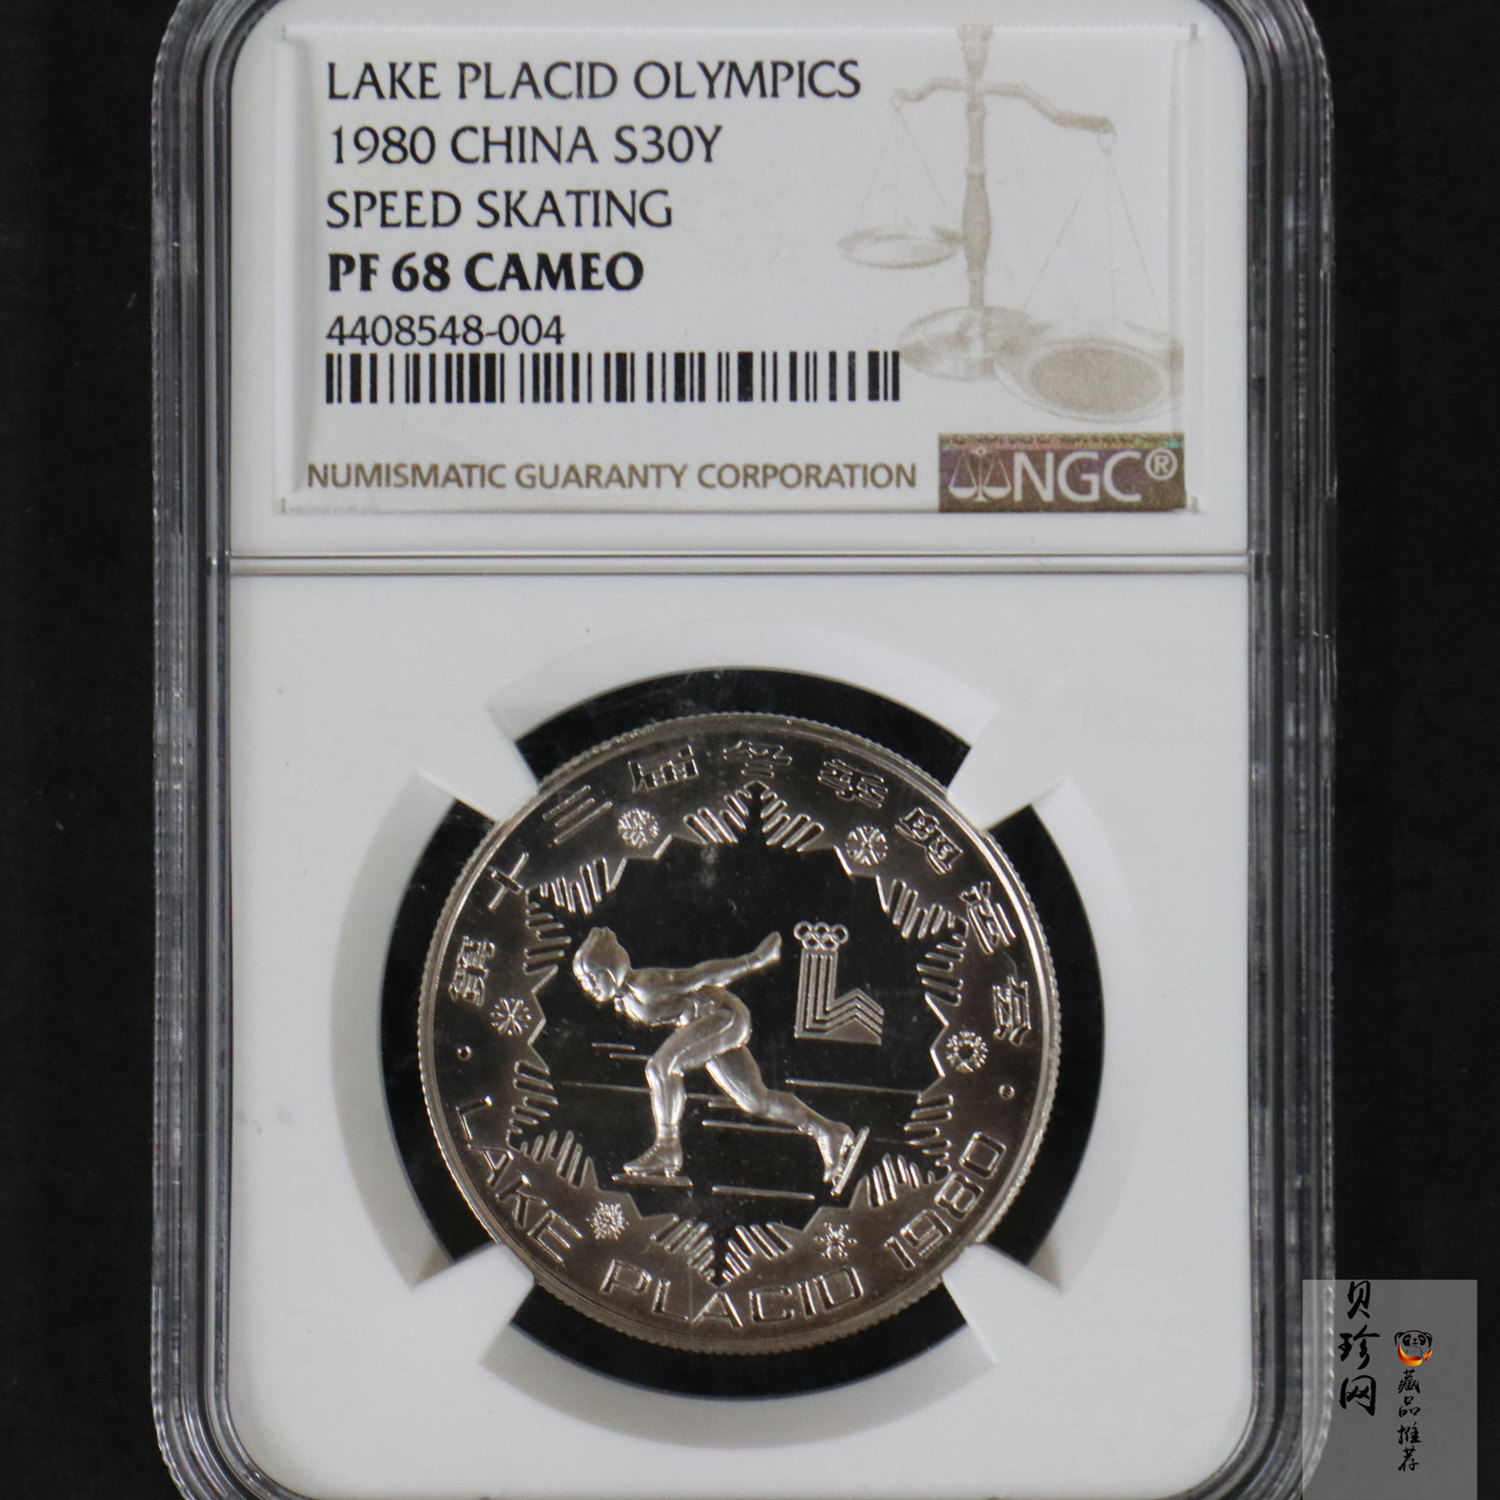 LAKE PLACID OLYMPICS
1980 CHINA S30Y
SPEED SKATING
PF 68 CAMEO
4408548-004
NUMISMATIC GUARANTY CORPORATION
NGC®
第十三届冬季奥运会
LAKE PLACID 1980
贝珍网
藏品推荐